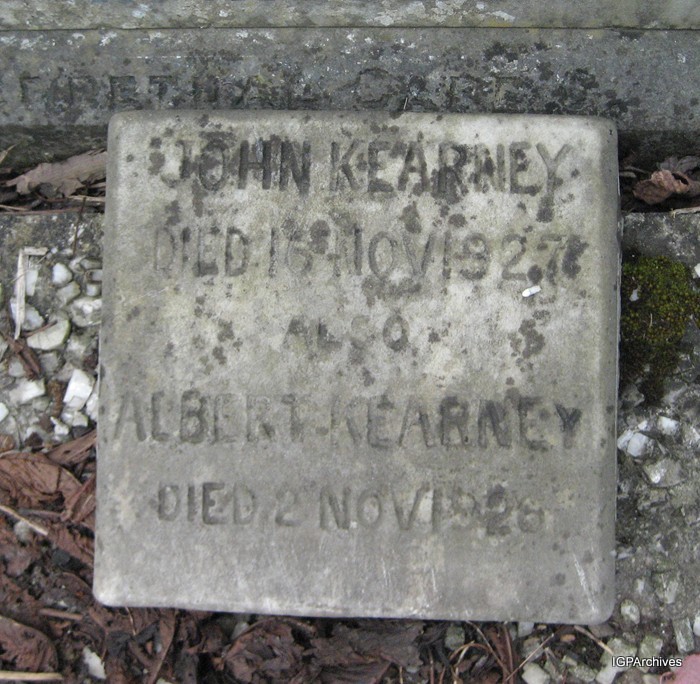 JOHN KEARNEY
DIED 16 NOV 1927
ALSO
ALBERT KEARNEY
DIED 2 NOV 1928
IGPArchives